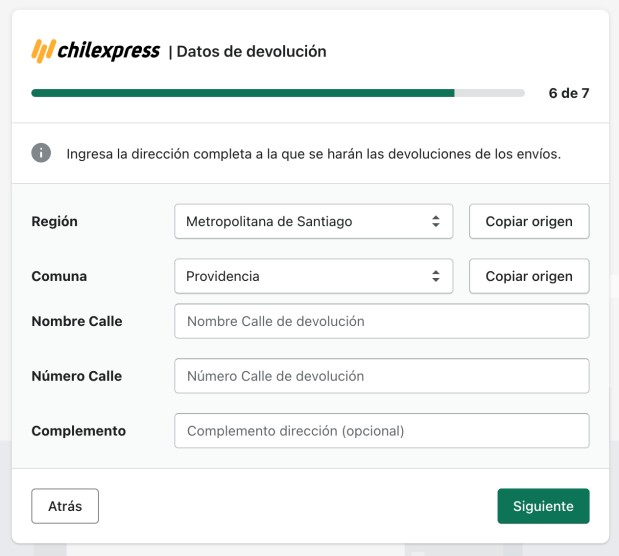 chilexpress | Datos de devolución
6 de 7
Ingresa la dirección completa a la que se harán las devoluciones de los envíos.
Región Metropolitana de Santiago Copiar origen
Comuna Providencia Copiar origen
Nombre Calle Nombre Calle de devolución
Número Calle Número Calle de devolución
Complemento Complemento dirección (opcional)
Atrás Siguiente